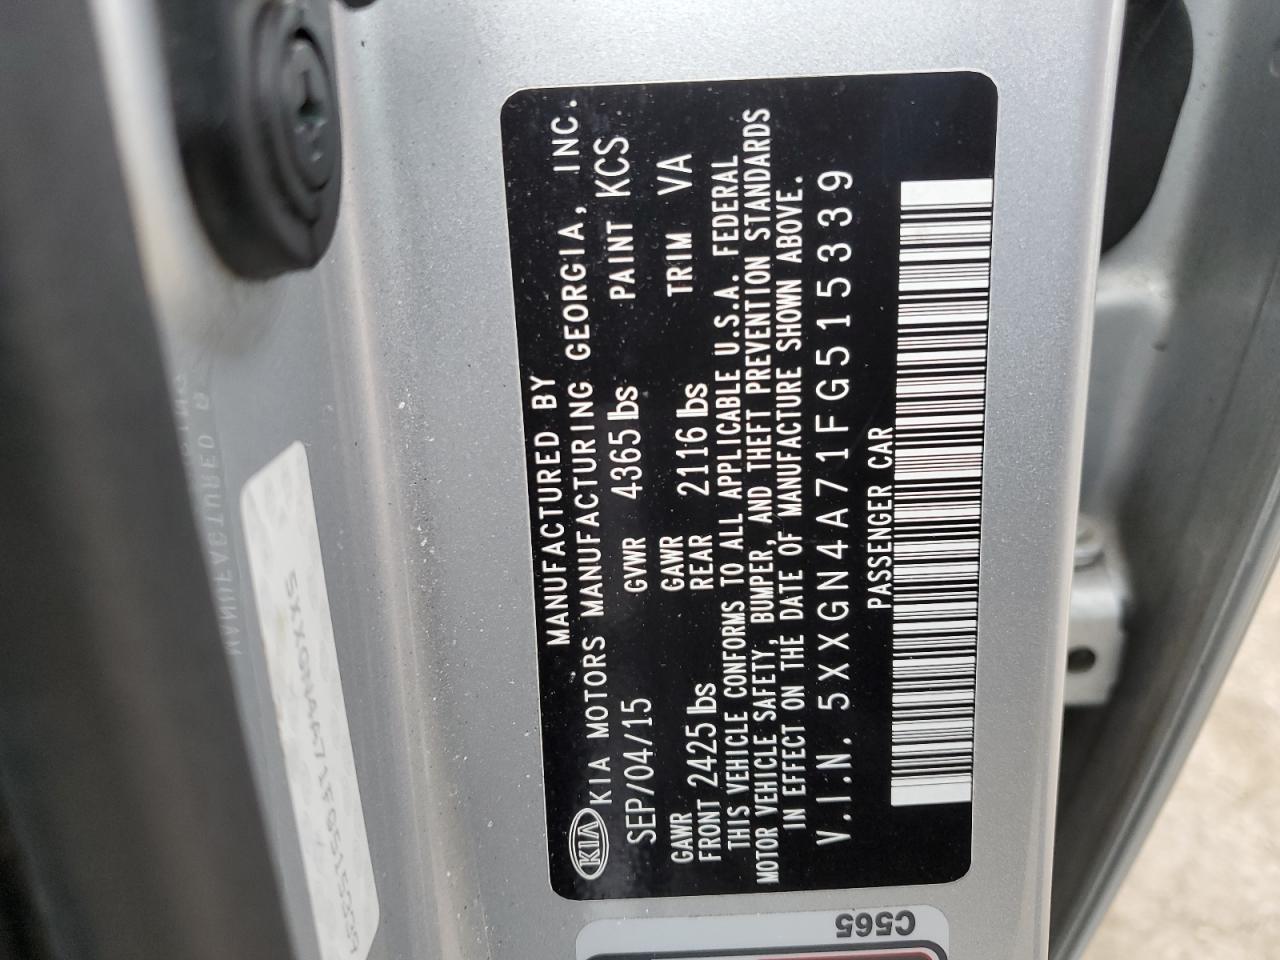 MANUFACTURED BY
KIA KIA MOTORS MANUFACTURING GEORGIA, INC.
SEP/04/15 GVWR 4365 lbs PAINT KCS
GAWR FRONT 2425 lbs GAWR REAR 2116 lbs TRIM VA
THIS VEHICLE CONFORMS TO ALL APPLICABLE U.S.A. FEDERAL
MOTOR VEHICLE SAFETY, BUMPER, AND THEFT PREVENTION STANDARDS
IN EFFECT ON THE DATE OF MANUFACTURE SHOWN ABOVE.
V.I.N. 5XXGN4A71FG515339
PASSENGER CAR
C565